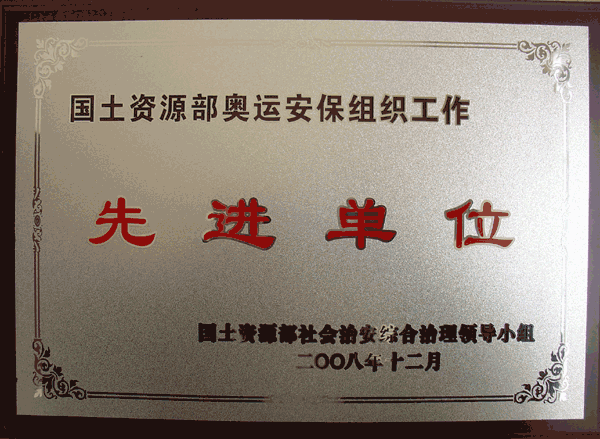 国土资源部奥运安保组织工作
先进单位
国土资源部社会治安综合治理领导小组
二〇〇八年十二月